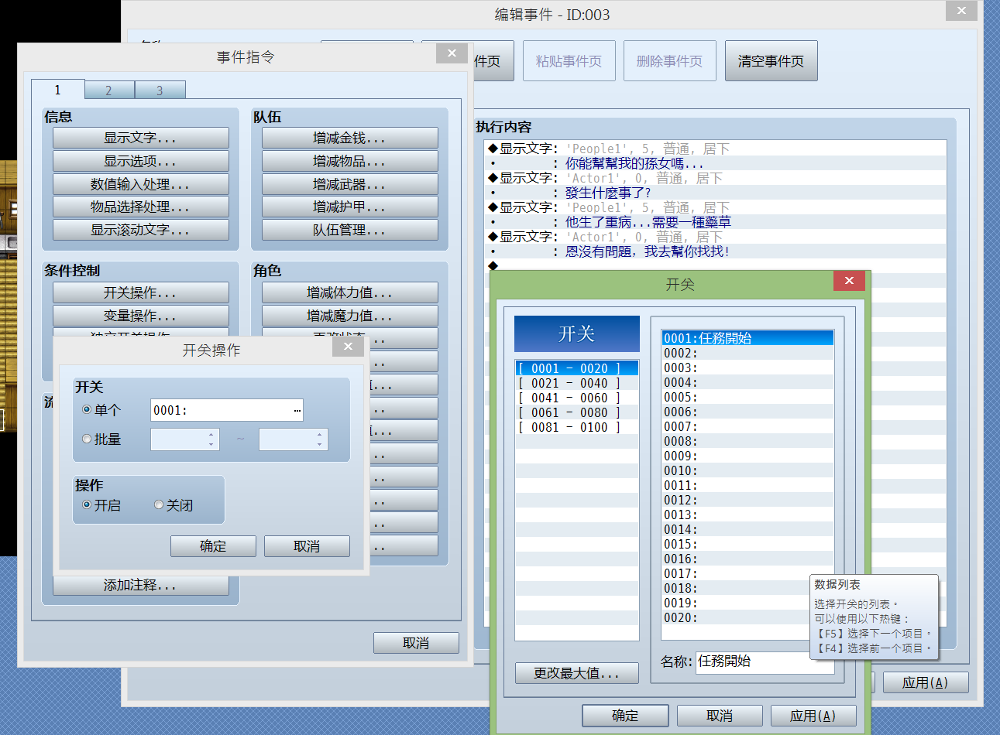 编辑事件 - ID:003
件页
粘贴事件页
删除事件页
清空事件页
执行内容
◆显示文字: 'People1', 5, 普通, 居下
• : 你能幫幫我的孫女嗎...
◆显示文字: 'Actor1', 0, 普通, 居下
• : 發生什麼事了?
◆显示文字: 'People1', 5, 普通, 居下
• : 他生了重病...需要一種藥草
◆显示文字: 'Actor1', 0, 普通, 居下
• : 恩沒有問題, 我去幫你找找!
◆
应用(A)
事件指令
1
2
3
信息
显示文字...
显示选项...
数值输入处理...
物品选择处理...
显示滚动文字...
队伍
增减金钱...
增减物品...
增减武器...
增减护甲...
队伍管理...
条件控制
开关操作...
变量操作...
角色
增减体力值...
增减魔力值...
添加注释...
取消
开关操作
开关
单个
0001:
...
批量
~
操作
开启
关闭
确定
取消
开关
开关
[ 0001 - 0020 ]
[ 0021 - 0040 ]
[ 0041 - 0060 ]
[ 0061 - 0080 ]
[ 0081 - 0100 ]
更改最大值...
0001:任務開始
0002:
0003:
0004:
0005:
0006:
0007:
0008:
0009:
0010:
0011:
0012:
0013:
0014:
0015:
0016:
0017:
0018:
0019:
0020:
名称:
任務開始
确定
取消
应用(A)
数据列表
选择开关的列表。
可以使用以下热键：
【F5】选择下一个项目。
【F4】选择前一个项目。